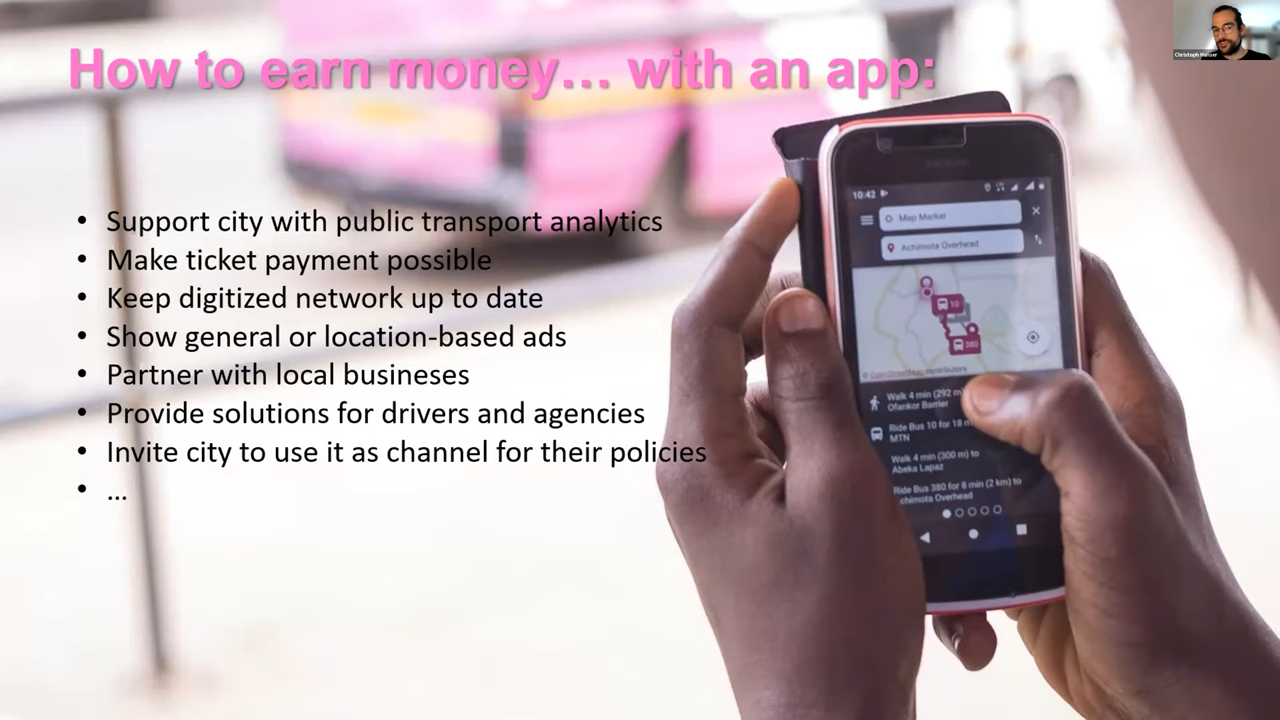 How to earn money... with an app:
Christoph Hanser
• Support city with public transport analytics
• Make ticket payment possible
• Keep digitized network up to date
• Show general or location-based ads
• Partner with local busineses
• Provide solutions for drivers and agencies
• Invite city to use it as channel for their policies
• ...
NOKIA
10:42
Map Marker
Achimota Overhead
10
380
© OpenStreetMap contributors
Walk 4 min (292 m)
Ofankor Barrier
Ride Bus 10 for 18 m
MTN
Walk 4 min (300 m) to
Abeka Lapaz
Ride Bus 380 for 8 min (2 km) to
chimota Overhead